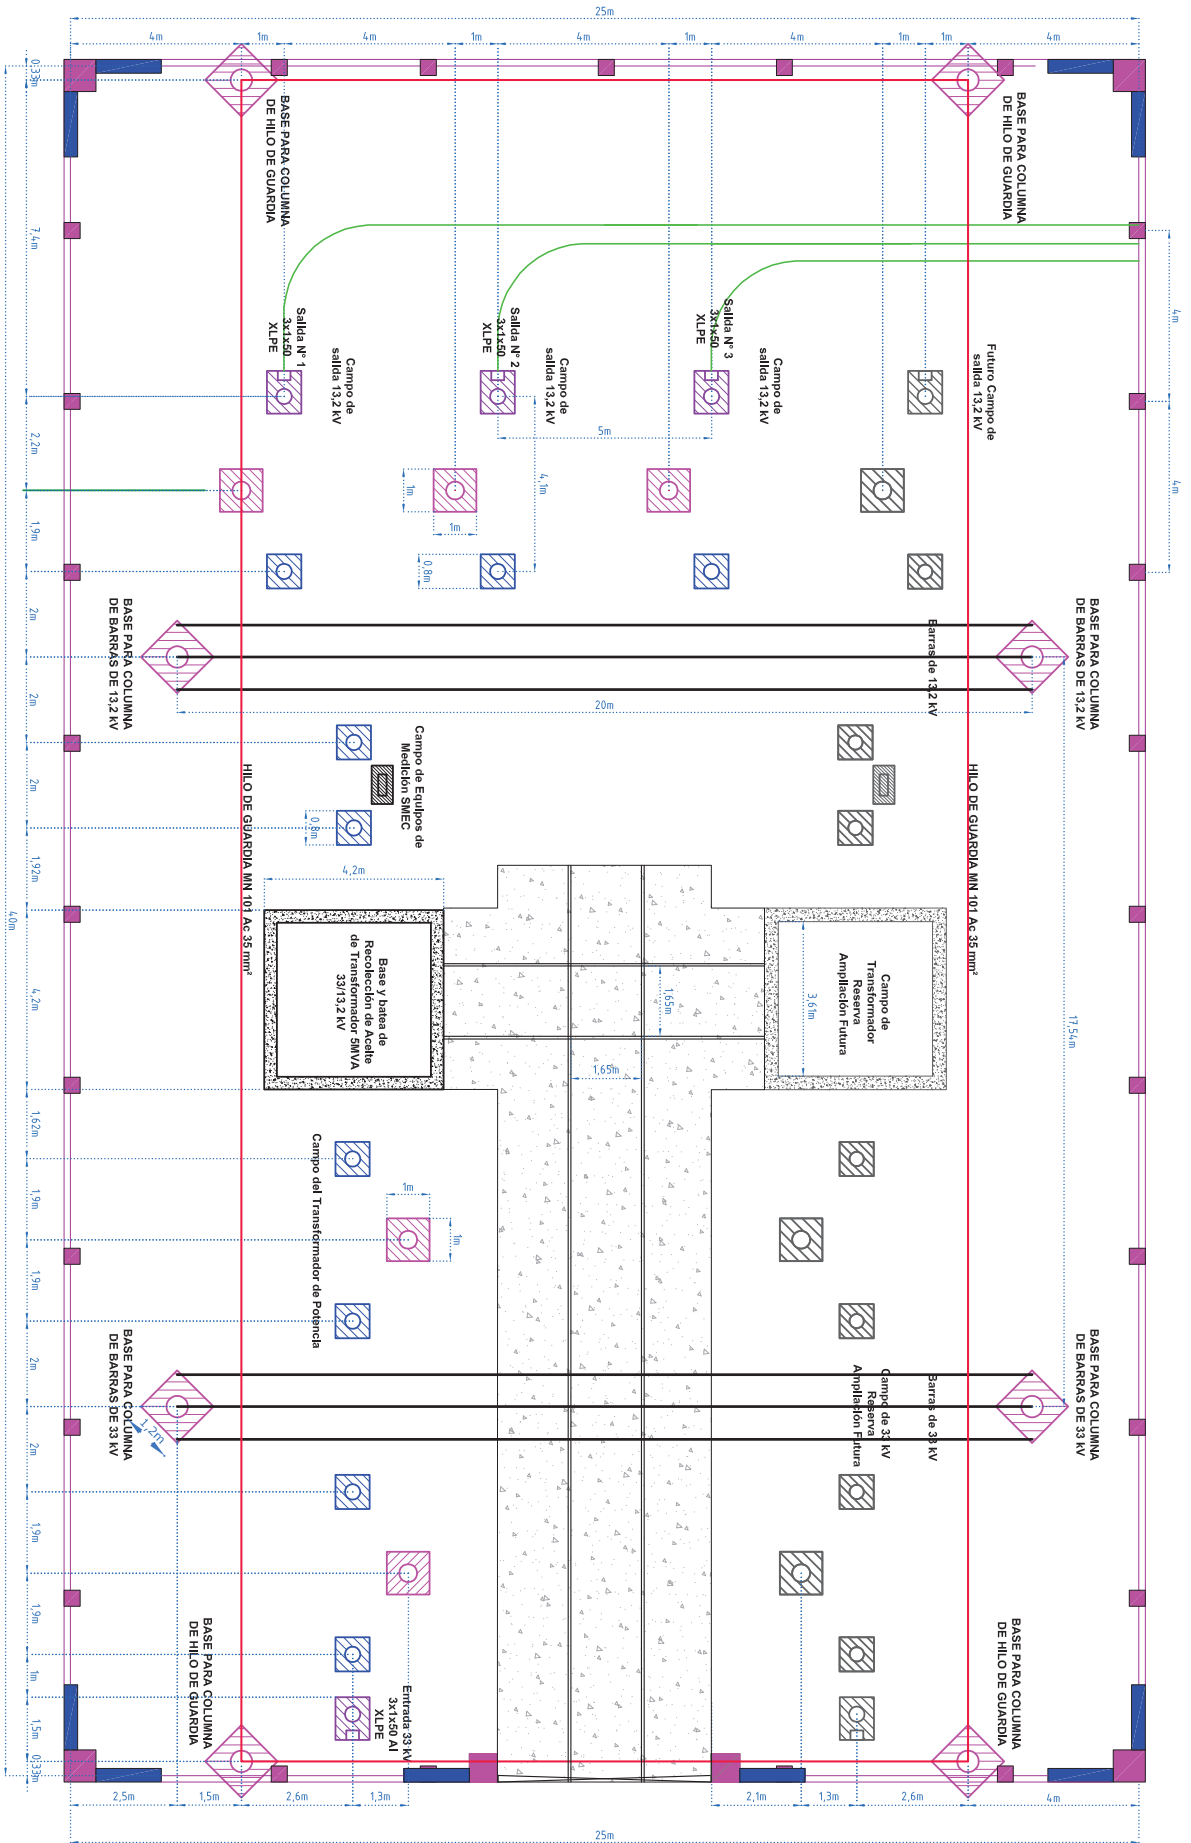 25m
4m
1m
4m
1m
4m
1m
4m
1m
1m
4m
0,33m
BASE PARA COLUMNA
DE HILO DE GUARDIA
BASE PARA COLUMNA
DE HILO DE GUARDIA
7,4m
4m
4m
Salida N° 1
3x1x50
XLPE
Campo de
salida 13,2 kV
Salida N° 2
3x1x50
XLPE
Campo de
salida 13,2 kV
Salida N° 3
3x1x50
XLPE
Campo de
salida 13,2 kV
Futuro Campo de
salida 13,2 kV
5m
2,2m
4,1m
1m
1m
1,9m
0,8m
2m
BASE PARA COLUMNA
DE BARRAS DE 13,2 kV
Barras de 13,2 kV
BASE PARA COLUMNA
DE BARRAS DE 13,2 kV
20m
2m
2m
Campo de Equipos de
Medición SMEC
0,8m
HILO DE GUARDIA MN 101 Ac 35 mm²
HILO DE GUARDIA MN 101 Ac 35 mm²
1,92m
40m
4,2m
4,2m
Base y batea de
Recolección de Aceite
de Transformador 5MVA
33/13,2 kV
1,65m
1,65m
3,61m
Campo de
Transformador
Reserva
Ampliación Futura
17,54m
1,62m
Campo del Transformador de Potencia
1,9m
1m
1m
1,9m
2m
BASE PARA COLUMNA
DE BARRAS DE 33 kV
1,2m
Campo de 33 kV
Reserva
Ampliación Futura
Barras de 33 kV
BASE PARA COLUMNA
DE BARRAS DE 33 kV
2m
1,9m
1,9m
1m
1,5m
0,33m
BASE PARA COLUMNA
DE HILO DE GUARDIA
Entrada 33 kV
3x1x50 Al
XLPE
BASE PARA COLUMNA
DE HILO DE GUARDIA
2,5m
1,5m
2,6m
1,3m
2,1m
1,3m
2,6m
4m
25m